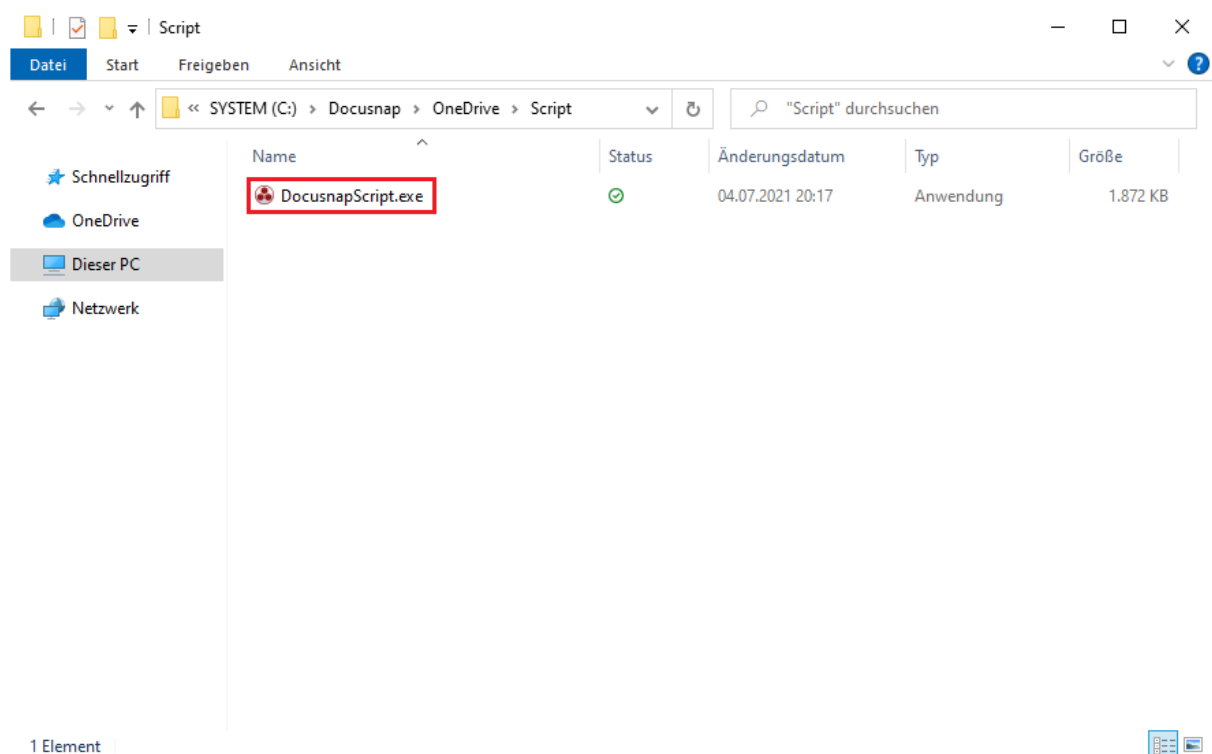 Script
Datei Start Freigeben Ansicht
« SYSTEM (C:) › Docusnap › OneDrive › Script "Script" durchsuchen
Name Status Änderungsdatum Typ Größe
Schnellzugriff
DocusnapScript.exe 04.07.2021 20:17 Anwendung 1.872 KB
OneDrive
Dieser PC
Netzwerk
1 Element